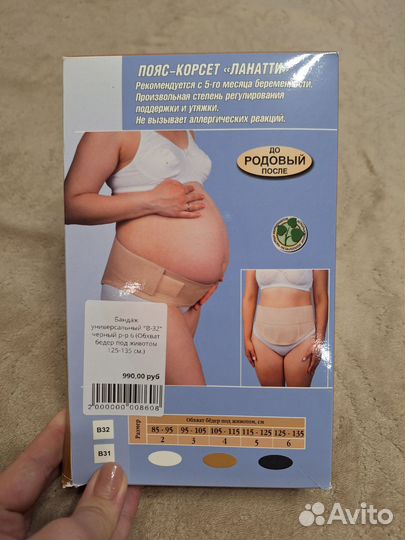 ПОЯС-КОРСЕТ «ЛАНАТТИ»
Рекомендуется с 5-го месяца беременности.
Произвольная степень регулирования
поддержки и утяжки.
Не вызывает аллергических реакций.
ДО
РОДОВЫЙ
ПОСЛЕ
Бандаж
универсальный "В-32"
черный р-р 6 (Обхват
бедер под животом
125-135 см.)
990,00 руб
2000000008608
B32
B31
Размер
Обхват бёдер под животом, см
85 - 95 95 - 105 105 - 115 115 - 125 125 - 135
2 3 4 5 6
Avito